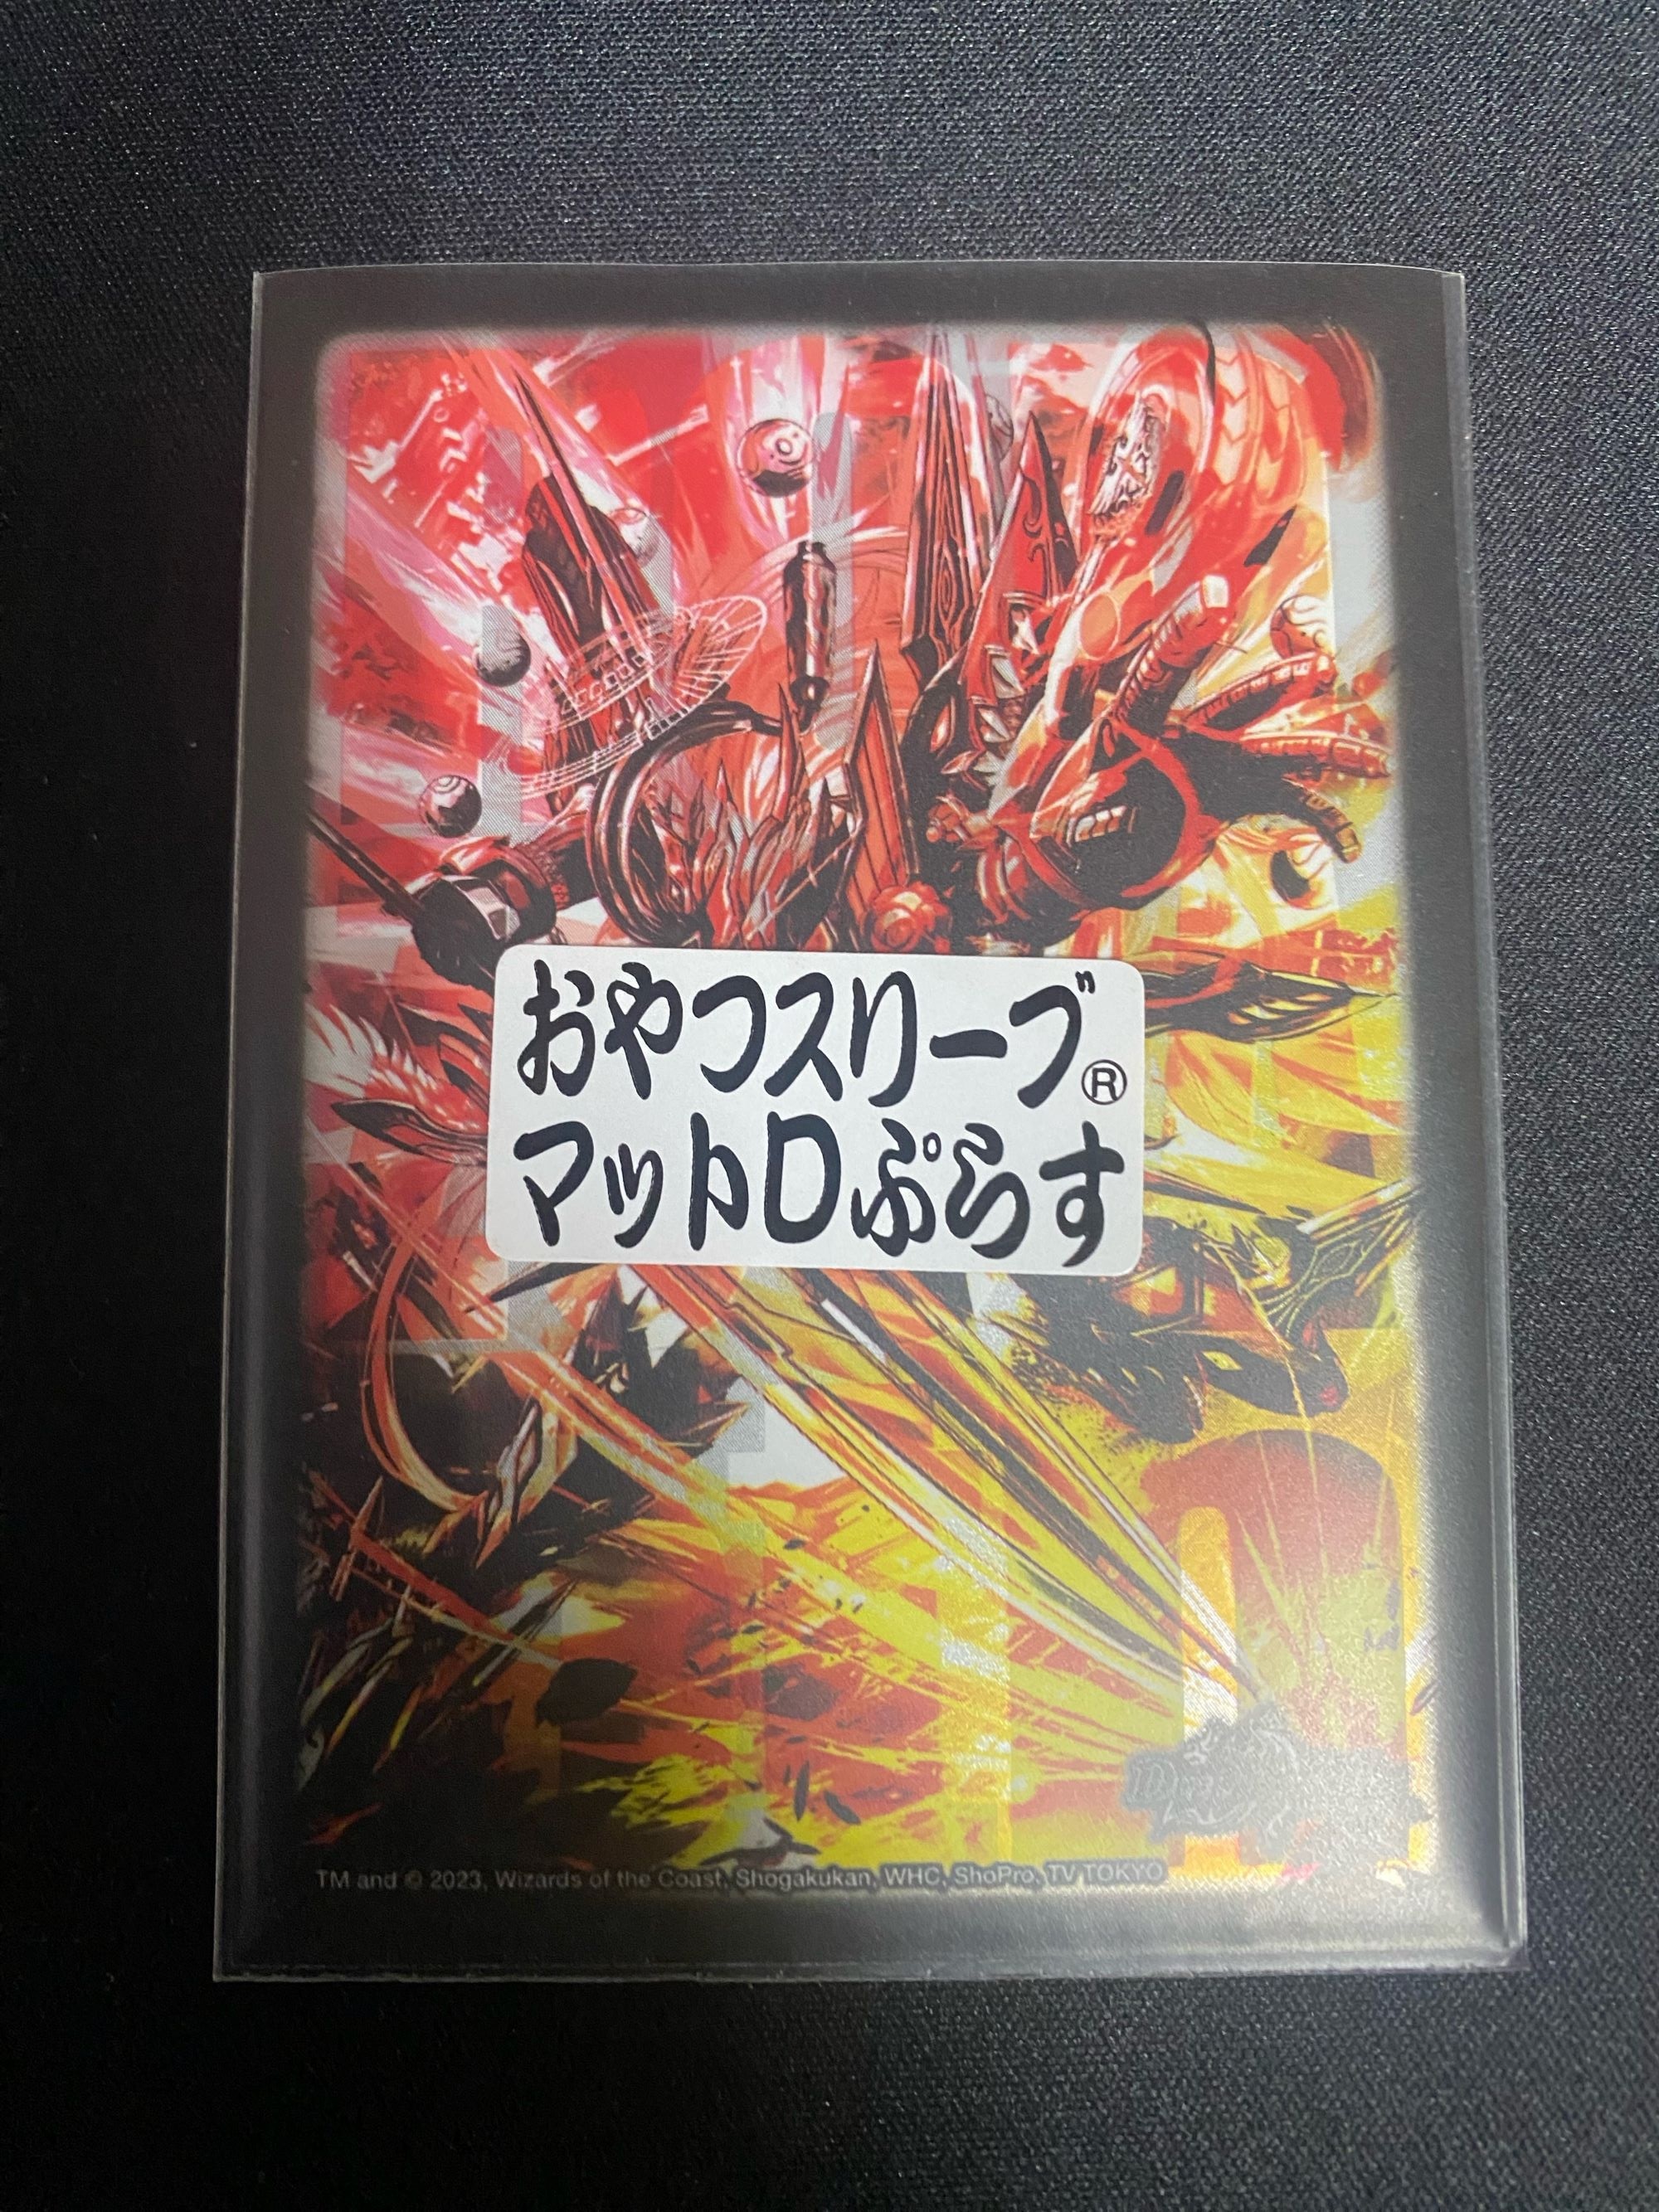 おやつスリーブ®
マットロぷらす
TM and © 2023, Wizards of the Coast, Shogakukan, WHC, ShoPro, TV TOKYO